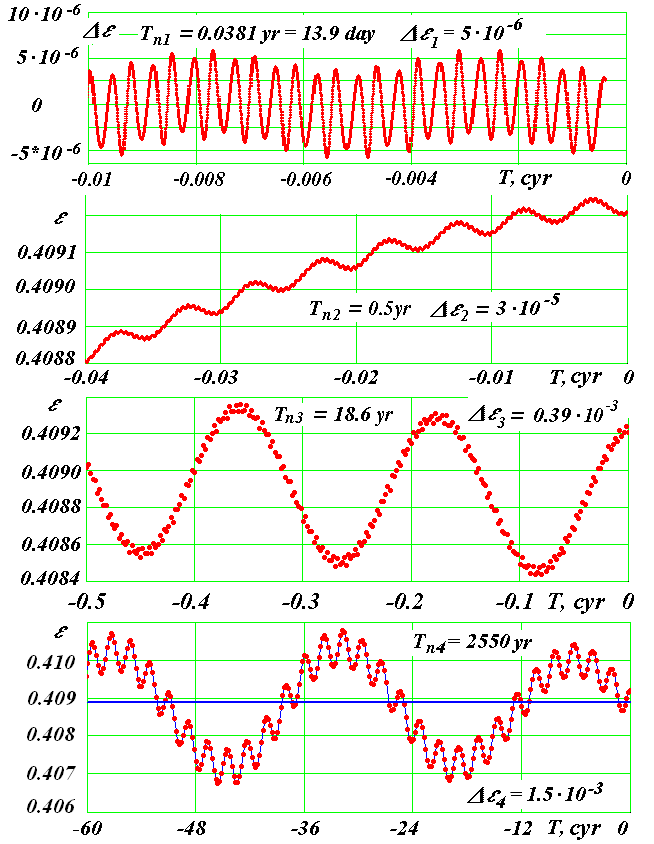 10 · 10⁻⁶
Δε T_n1 = 0.0381 yr = 13.9 day Δε₁ = 5 · 10⁻⁶
5 · 10⁻⁶
0
-5*10⁻⁶
-0.01 -0.008 -0.006 -0.004 T, cyr 0
ε
0.4091
0.4090
T_n2 = 0.5yr Δε₂ = 3 · 10⁻⁵
0.4089
0.4088
-0.04 -0.03 -0.02 -0.01 T, cyr 0
ε
T_n3 = 18.6 yr Δε₃ = 0.39 · 10⁻³
0.4092
0.4090
0.4088
0.4086
0.4084
-0.5 -0.4 -0.3 -0.2 -0.1 T, cyr 0
ε
T_n4 = 2550 yr
0.410
0.409
0.408
0.407
Δε₄ = 1.5 · 10⁻³
0.406
-60 -48 -36 -24 -12 T, cyr 0